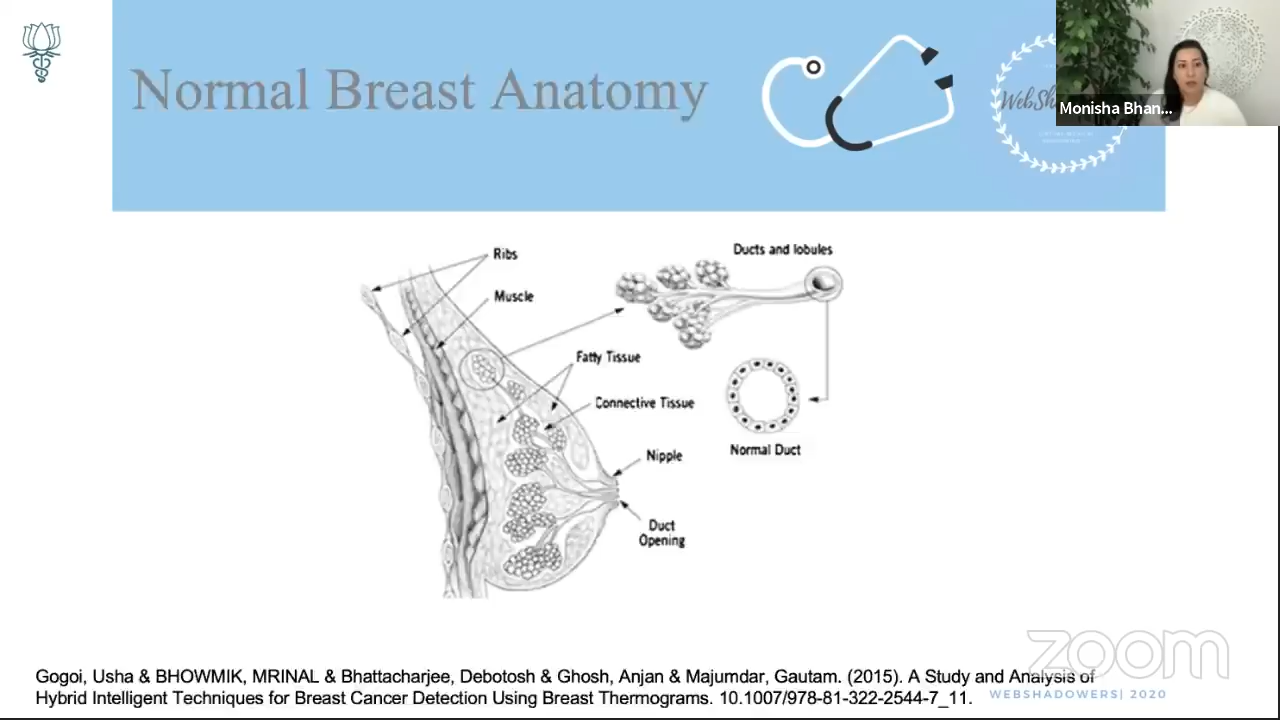 Normal Breast Anatomy
WebSh
Monisha Bhan...
Ribs
Muscle
Ducts and lobules
Fatty Tissue
Connective Tissue
Nipple
Normal Duct
Duct
Opening
zoom
Gogoi, Usha & BHOWMIK, MRINAL & Bhattacharjee, Debotosh & Ghosh, Anjan & Majumdar, Gautam. (2015). A Study and Analysis of
Hybrid Intelligent Techniques for Breast Cancer Detection Using Breast Thermograms. 10.1007/978-81-322-2544-7_11.
WEBSHADOWERS| 2020